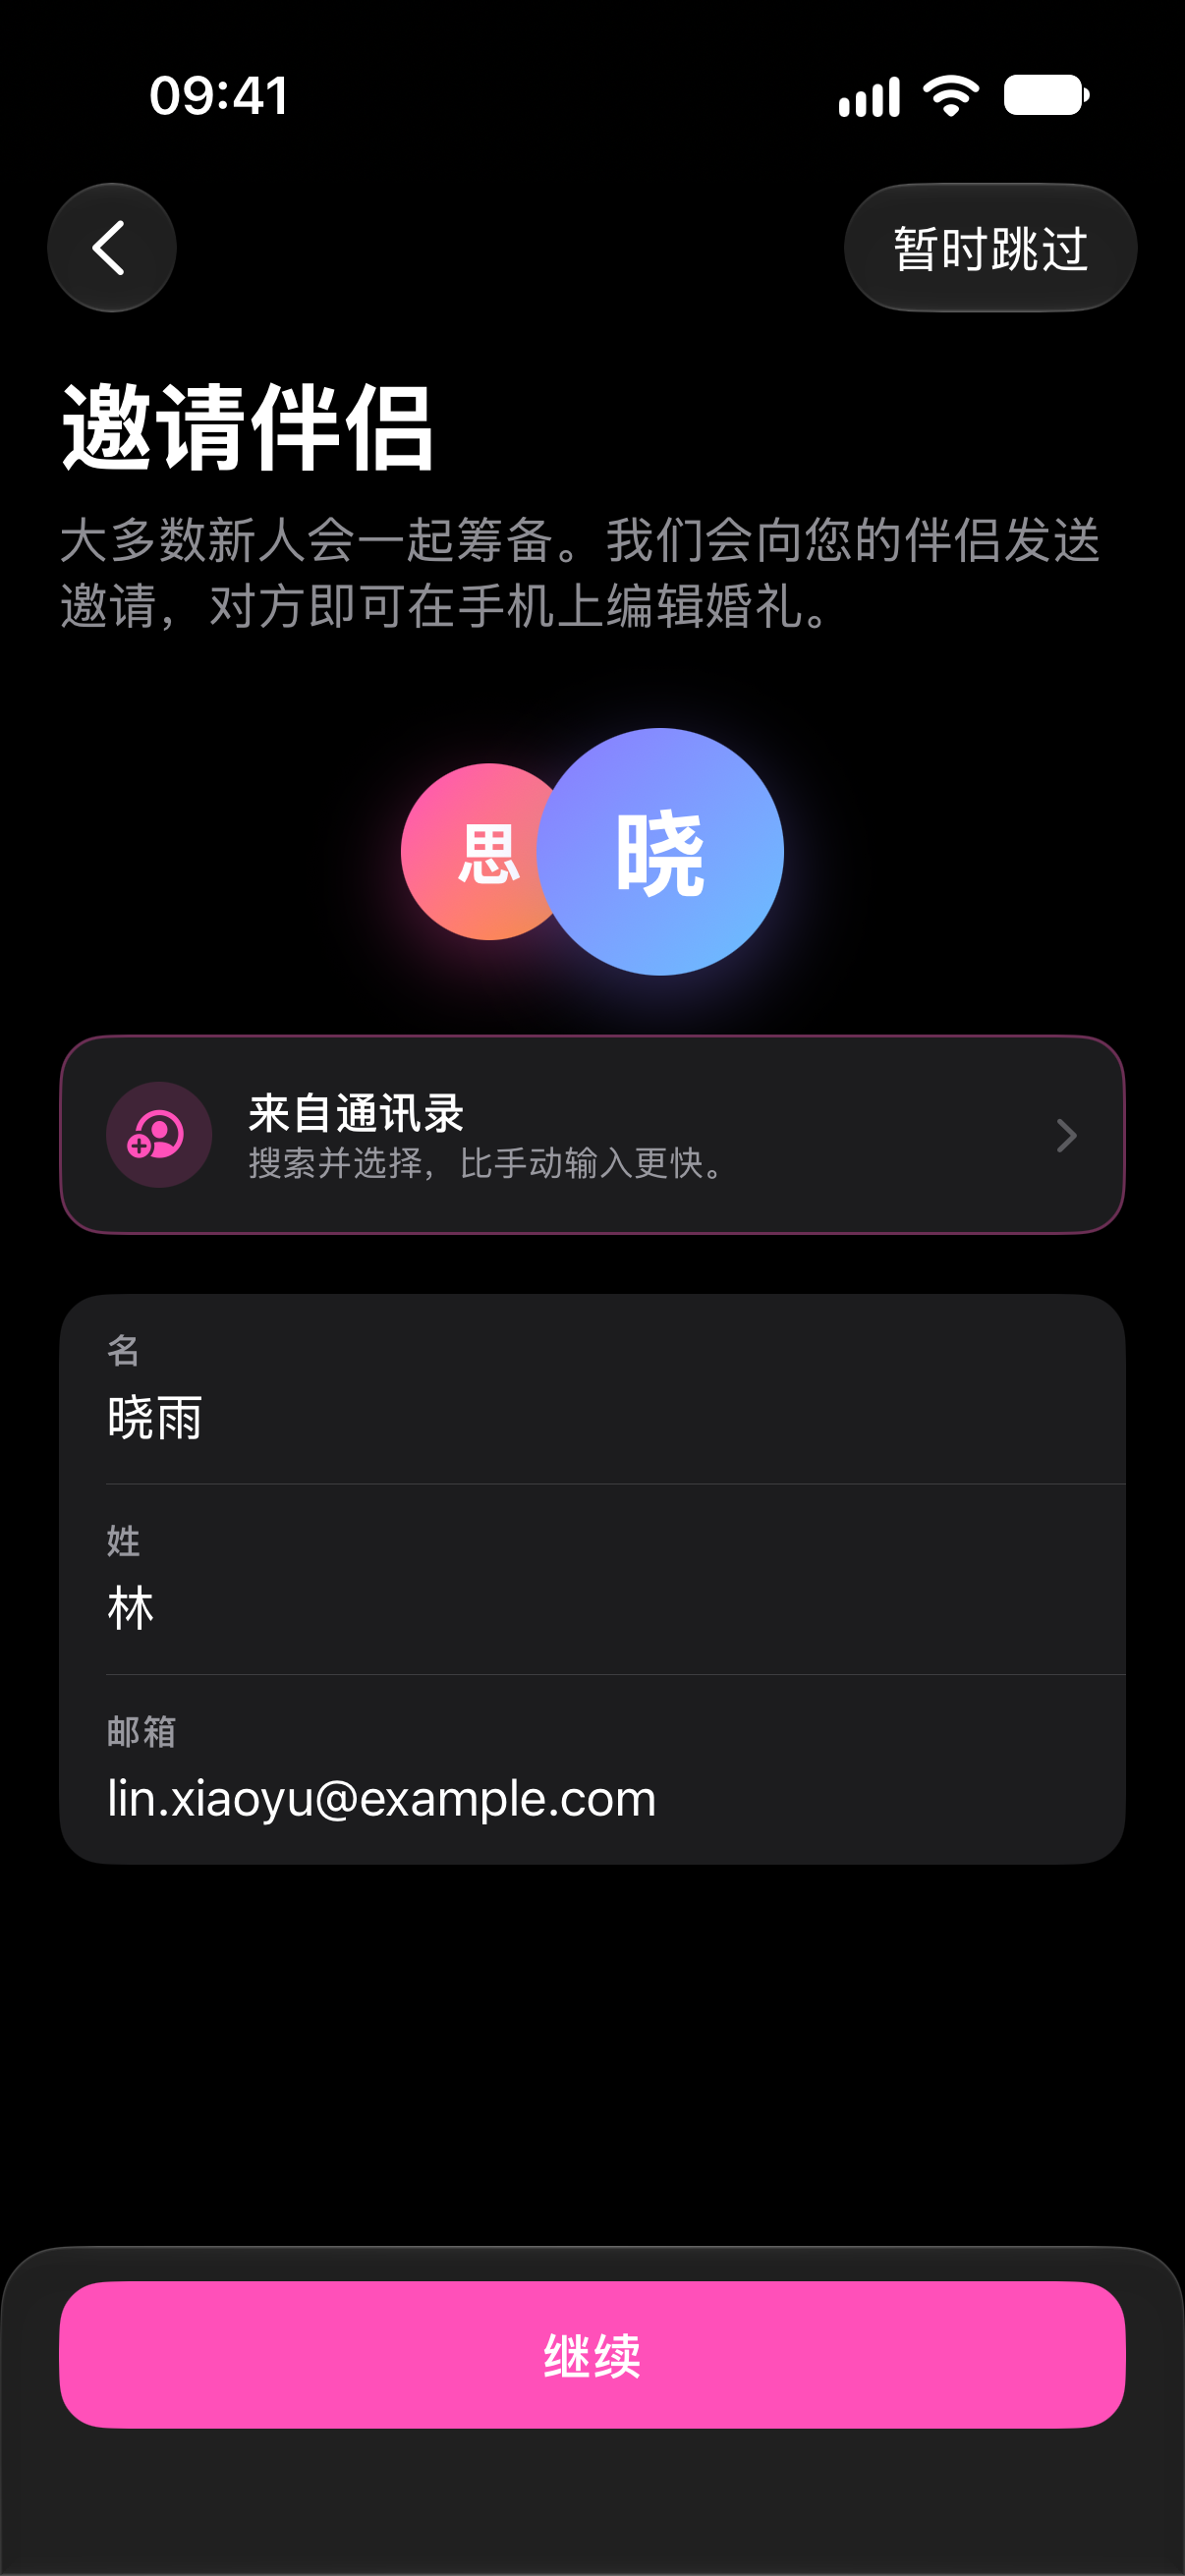 09:41
暂时跳过
邀请伴侣
大多数新人会一起筹备。我们会向您的伴侣发送
邀请，对方即可在手机上编辑婚礼。
思
晓
来自通讯录
搜索并选择，比手动输入更快。
名
晓雨
姓
林
邮箱
lin.xiaoyu@example.com
继续